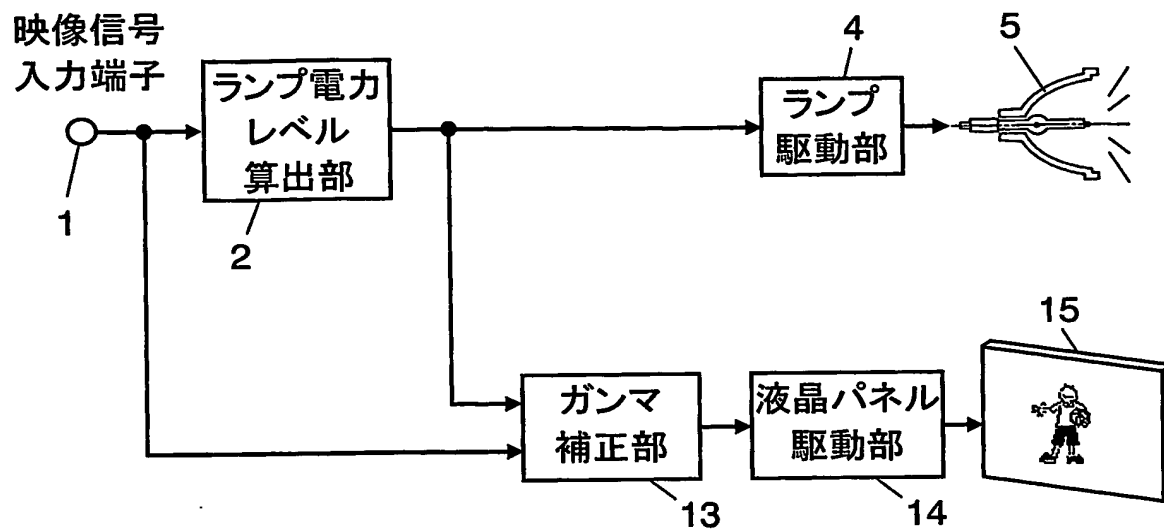 映像信号
入力端子
1
ランプ電力
レベル
算出部
2
4
ランプ
駆動部
5
ガンマ
補正部
13
液晶パネル
駆動部
14
15